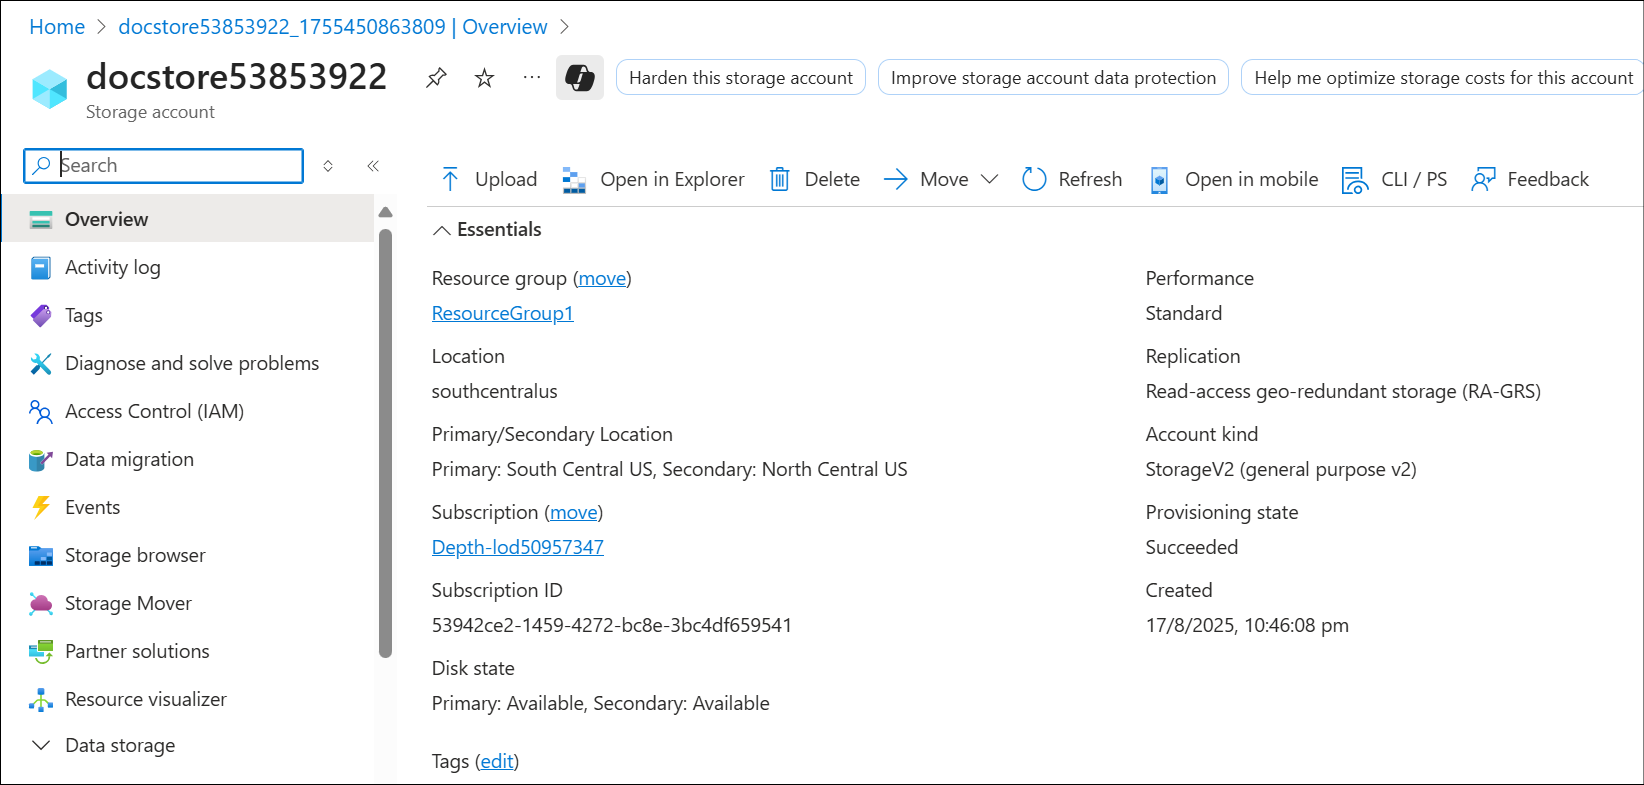 Home > docstore53853922_1755450863809 | Overview >
docstore53853922
Storage account
... Harden this storage account Improve storage account data protection Help me optimize storage costs for this account
Search
«
Overview
Activity log
Tags
Diagnose and solve problems
Access Control (IAM)
Data migration
Events
Storage browser
Storage Mover
Partner solutions
Resource visualizer
Data storage
Upload Open in Explorer Delete Move Refresh Open in mobile CLI / PS Feedback
Essentials
Resource group (move)
ResourceGroup1
Location
southcentralus
Primary/Secondary Location
Primary: South Central US, Secondary: North Central US
Subscription (move)
Depth-lod50957347
Subscription ID
53942ce2-1459-4272-bc8e-3bc4df659541
Disk state
Primary: Available, Secondary: Available
Tags (edit)
Performance
Standard
Replication
Read-access geo-redundant storage (RA-GRS)
Account kind
StorageV2 (general purpose v2)
Provisioning state
Succeeded
Created
17/8/2025, 10:46:08 pm